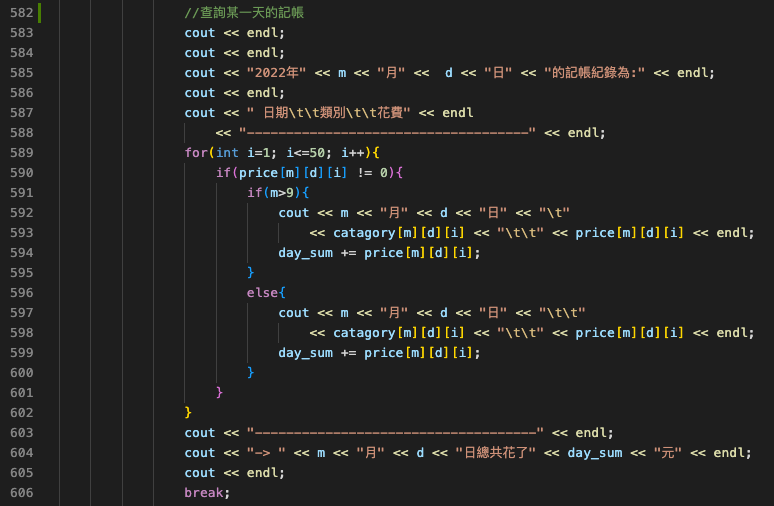 582 //查詢某一天的記帳
583 cout << endl;
584 cout << endl;
585 cout << "2022年" << m << "月" <<  d << "日" << "的記帳紀錄為:" << endl;
586 cout << endl;
587 cout << " 日期\t\t類別\t\t花費" << endl
588 << "------------------------------------" << endl;
589 for(int i=1; i<=50; i++){
590 if(price[m][d][i] != 0){
591 if(m>9){
592 cout << m << "月" << d << "日" << "\t"
593 << catagory[m][d][i] << "\t\t" << price[m][d][i] << endl;
594 day_sum += price[m][d][i];
595 }
596 else{
597 cout << m << "月" << d << "日" << "\t\t"
598 << catagory[m][d][i] << "\t\t" << price[m][d][i] << endl;
599 day_sum += price[m][d][i];
600 }
601 }
602 }
603 cout << "------------------------------------" << endl;
604 cout << "-> " << m << "月" << d << "日總共花了" << day_sum << "元" << endl;
605 cout << endl;
606 break;